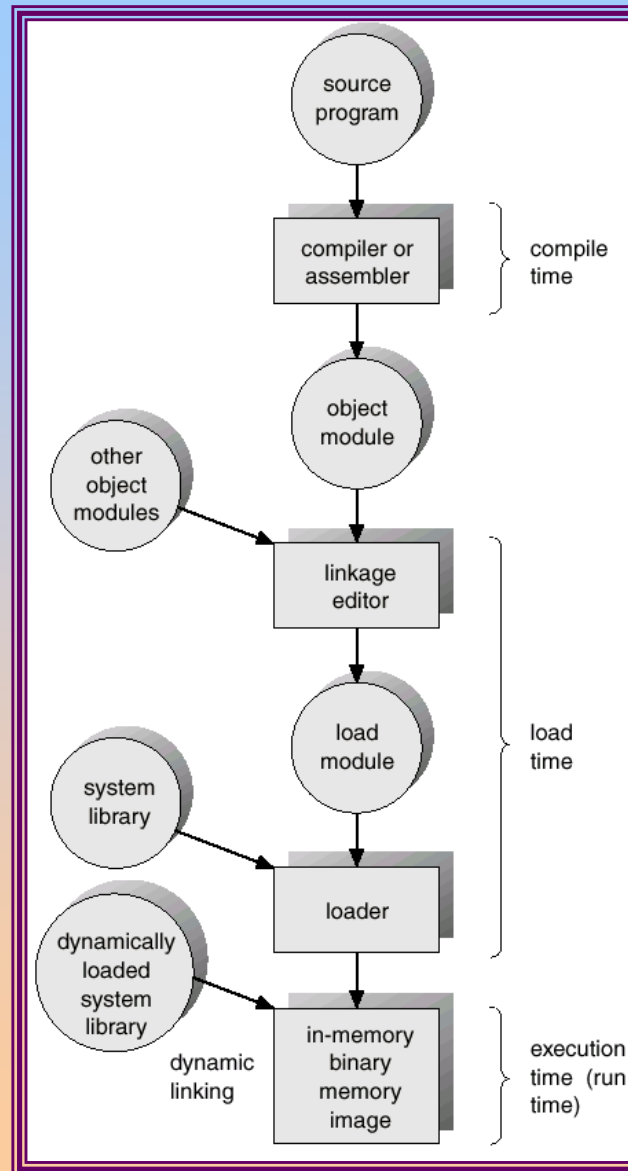 source
program
compiler or
assembler
compile
time
object
module
other
object
modules
linkage
editor
load
module
load
time
system
library
loader
dynamically
loaded
system
library
dynamic
linking
in-memory
binary
memory
image
execution
time (run
time)